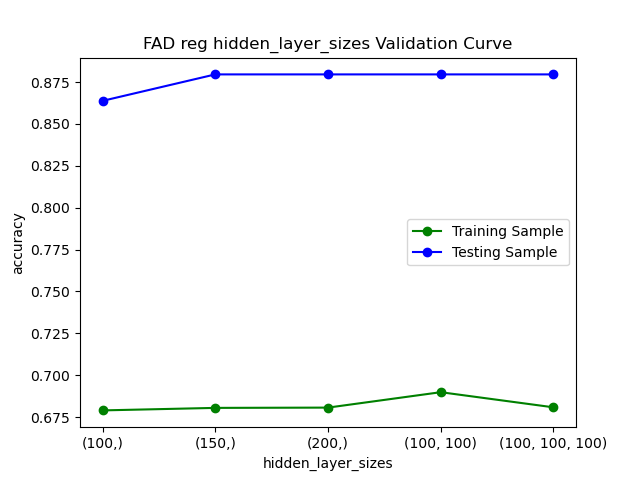 FAD reg hidden_layer_sizes Validation Curve
0.875
0.850
0.825
0.800
0.775
0.750
0.725
0.700
0.675
accuracy
Training Sample
Testing Sample
(100,)
(150,)
(200,)
(100, 100)
(100, 100, 100)
hidden_layer_sizes